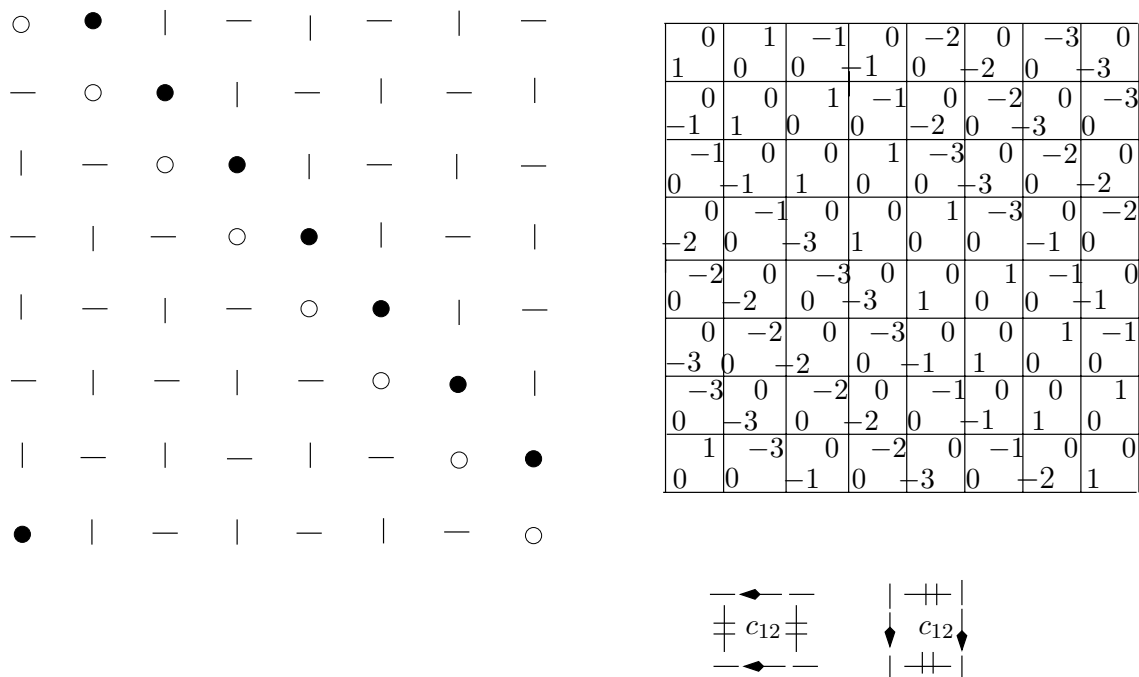 0 1 −1 0 −2 0 −3 0
1 0 0 −1 0 −2 0 −3
0 0 1 −1 0 −2 0 −3
−1 1 0 0 −2 0 −3 0
−1 0 0 1 −3 0 −2 0
0 −1 1 0 0 −3 0 −2
0 −1 0 0 1 −3 0 −2
−2 0 −3 1 0 0 −1 0
−2 0 −3 0 0 1 −1 0
0 −2 0 −3 1 0 0 −1
0 −2 0 −3 0 0 1 −1
−3 0 −2 0 −1 1 0 0
−3 0 −2 0 −1 0 0 1
0 −3 0 −2 0 −1 1 0
1 −3 0 −2 0 −1 0 0
0 0 −1 0 −3 0 −2 1
c12 c12